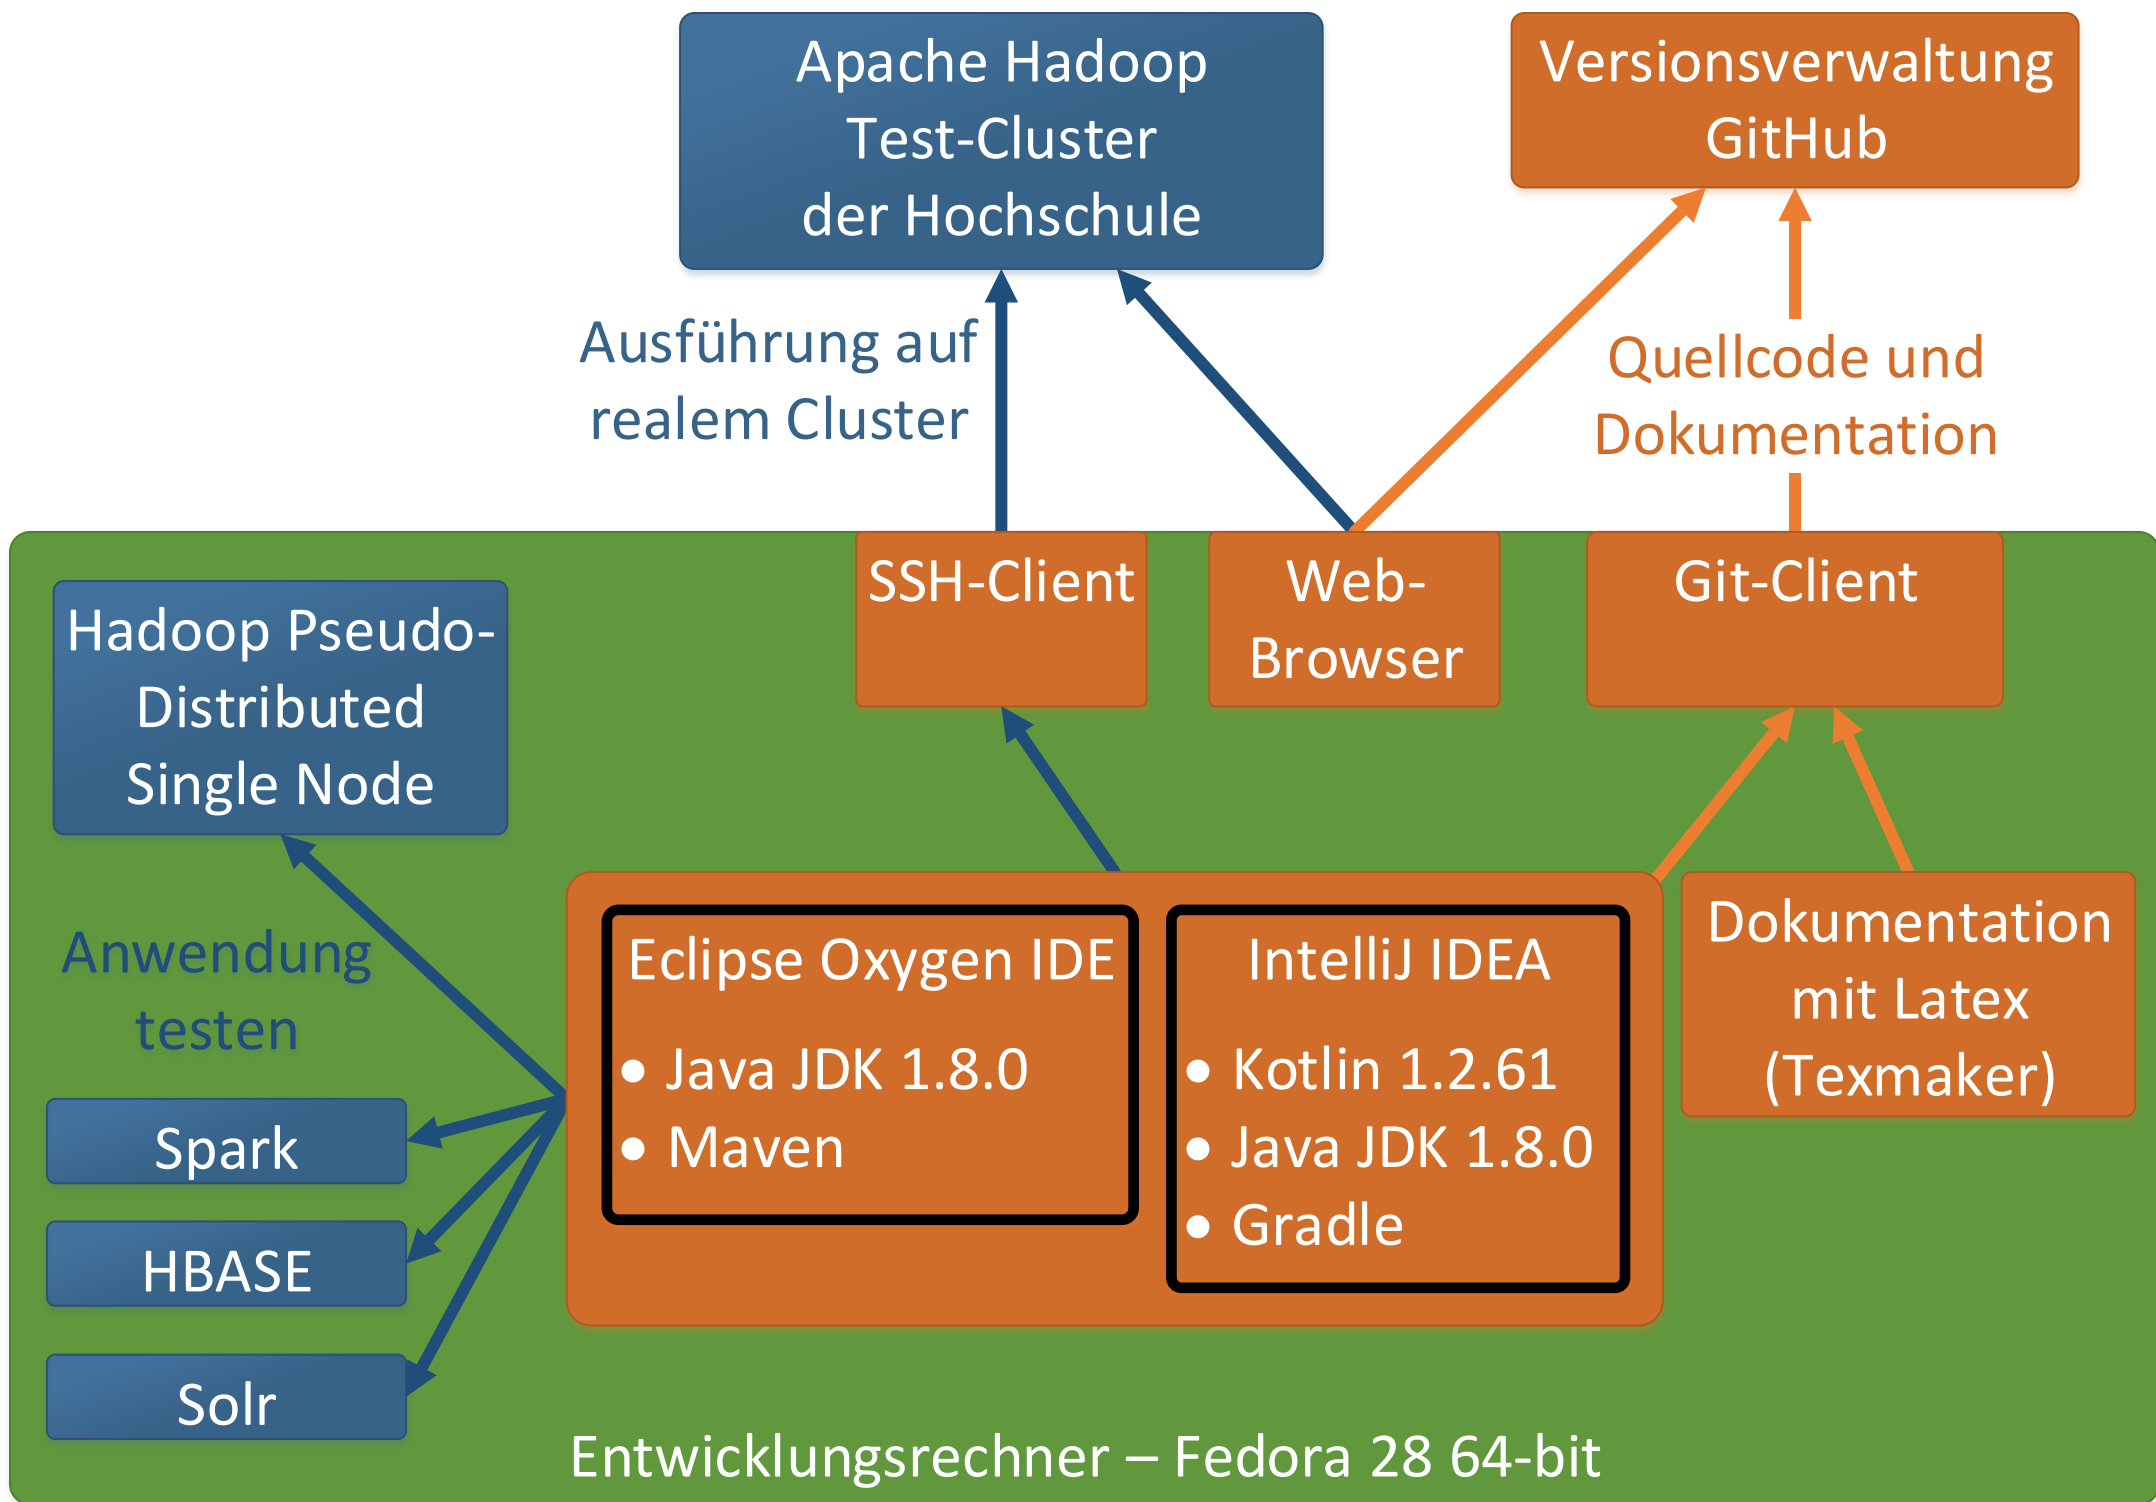 Apache Hadoop
Test-Cluster
der Hochschule
Versionsverwaltung
GitHub
Ausführung auf
realem Cluster
Quellcode und
Dokumentation
SSH-Client
Web-
Browser
Git-Client
Hadoop Pseudo-
Distributed
Single Node
Anwendung
testen
Spark
HBASE
Solr
Eclipse Oxygen IDE
• Java JDK 1.8.0
• Maven
IntelliJ IDEA
• Kotlin 1.2.61
• Java JDK 1.8.0
• Gradle
Dokumentation
mit Latex
(Texmaker)
Entwicklungsrechner – Fedora 28 64-bit